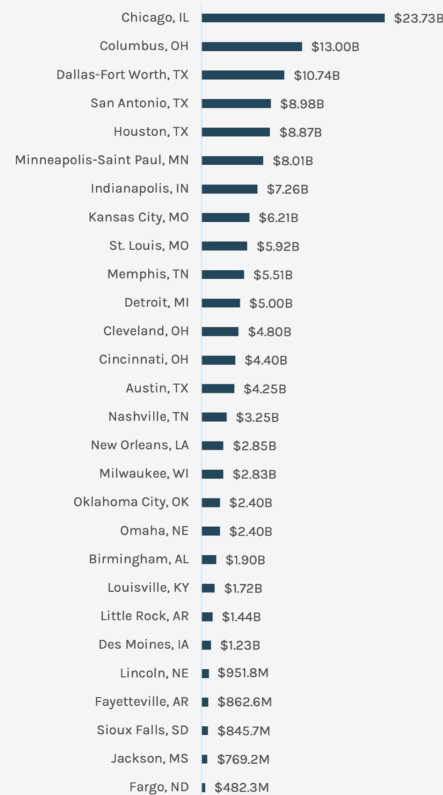 Chicago, IL $23.73B
Columbus, OH $13.00B
Dallas-Fort Worth, TX $10.74B
San Antonio, TX $8.98B
Houston, TX $8.87B
Minneapolis-Saint Paul, MN $8.01B
Indianapolis, IN $7.26B
Kansas City, MO $6.21B
St. Louis, MO $5.92B
Memphis, TN $5.51B
Detroit, MI $5.00B
Cleveland, OH $4.80B
Cincinnati, OH $4.40B
Austin, TX $4.25B
Nashville, TN $3.25B
New Orleans, LA $2.85B
Milwaukee, WI $2.83B
Oklahoma City, OK $2.40B
Omaha, NE $2.40B
Birmingham, AL $1.90B
Louisville, KY $1.72B
Little Rock, AR $1.44B
Des Moines, IA $1.23B
Lincoln, NE $951.8M
Fayetteville, AR $862.6M
Sioux Falls, SD $845.7M
Jackson, MS $769.2M
Fargo, ND $482.3M